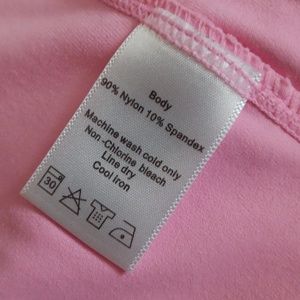 Body
90% Nylon 10% Spandex
Machine wash cold only
Non-Chlorine bleach
Line dry
Cool Iron
30